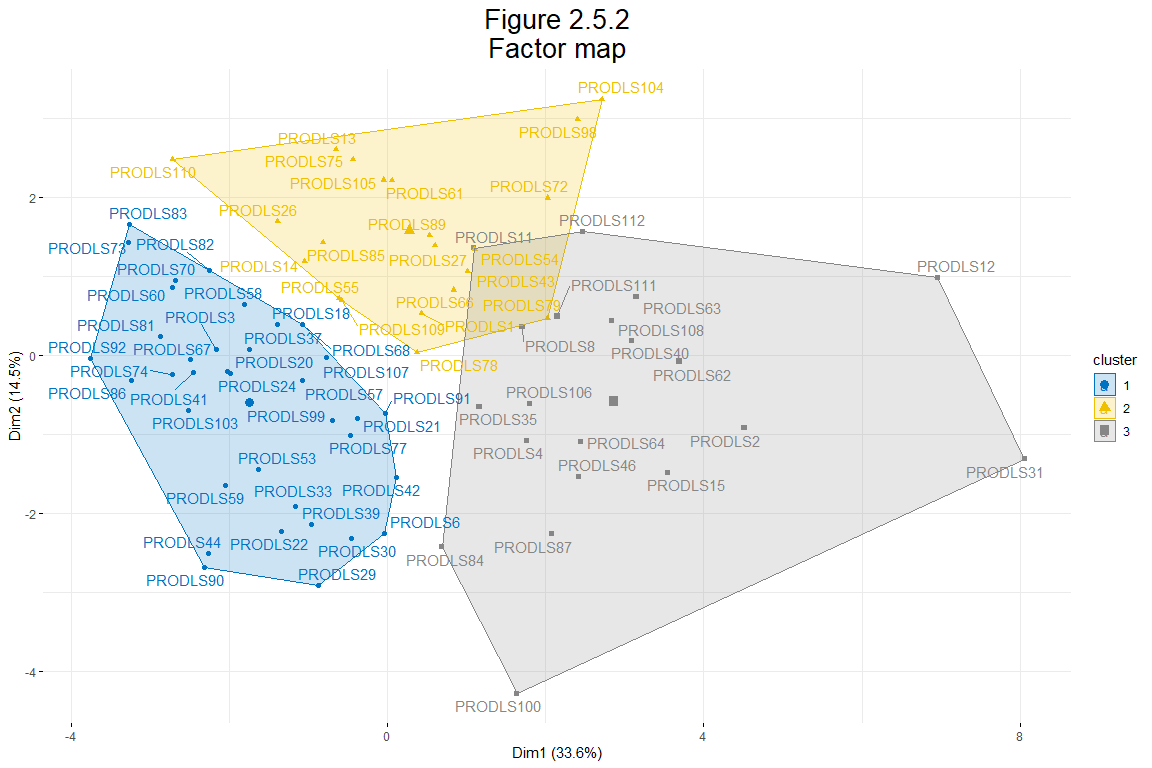 Figure 2.5.2
Factor map
PRODLS104
PRODLS98
PRODLS13
PRODLS75
PRODLS110
PRODLS105
PRODLS61
PRODLS72
2
PRODLS83
PRODLS26
PRODLS89
PRODLS112
PRODLS11
PRODLS73
PRODLS82
PRODLS85
PRODLS27
PRODLS54
PRODLS12
PRODLS70
PRODLS14
PRODLS43
PRODLS60
PRODLS58
PRODLS55
PRODLS111
PRODLS66
PRODLS79
PRODLS63
PRODLS81
PRODLS3
PRODLS18
PRODLS109
PRODLS1
PRODLS108
PRODLS37
PRODLS92
PRODLS67
PRODLS68
PRODLS8
PRODLS40
0
PRODLS74
PRODLS20
PRODLS107
PRODLS78
PRODLS62
PRODLS86
PRODLS41
PRODLS24
PRODLS57
PRODLS91
PRODLS106
PRODLS103
PRODLS99
PRODLS21
PRODLS35
PRODLS77
PRODLS4
PRODLS64
PRODLS2
PRODLS53
PRODLS46
PRODLS31
PRODLS59
PRODLS33
PRODLS42
PRODLS15
PRODLS39
PRODLS6
-2
PRODLS44
PRODLS22
PRODLS30
PRODLS87
PRODLS90
PRODLS29
PRODLS84
-4
PRODLS100
-4
0
4
8
Dim1 (33.6%)
Dim2 (14.5%)
cluster
1
2
3